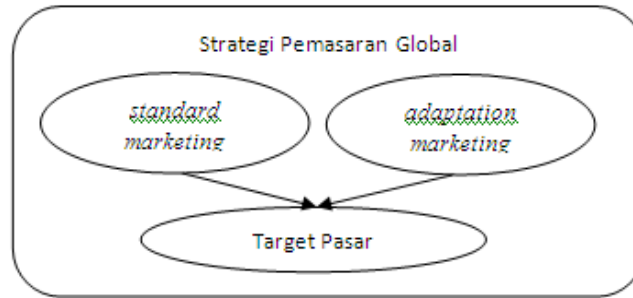 Strategi Pemasaran Global
standard
marketing
adaptation
marketing
Target Pasar